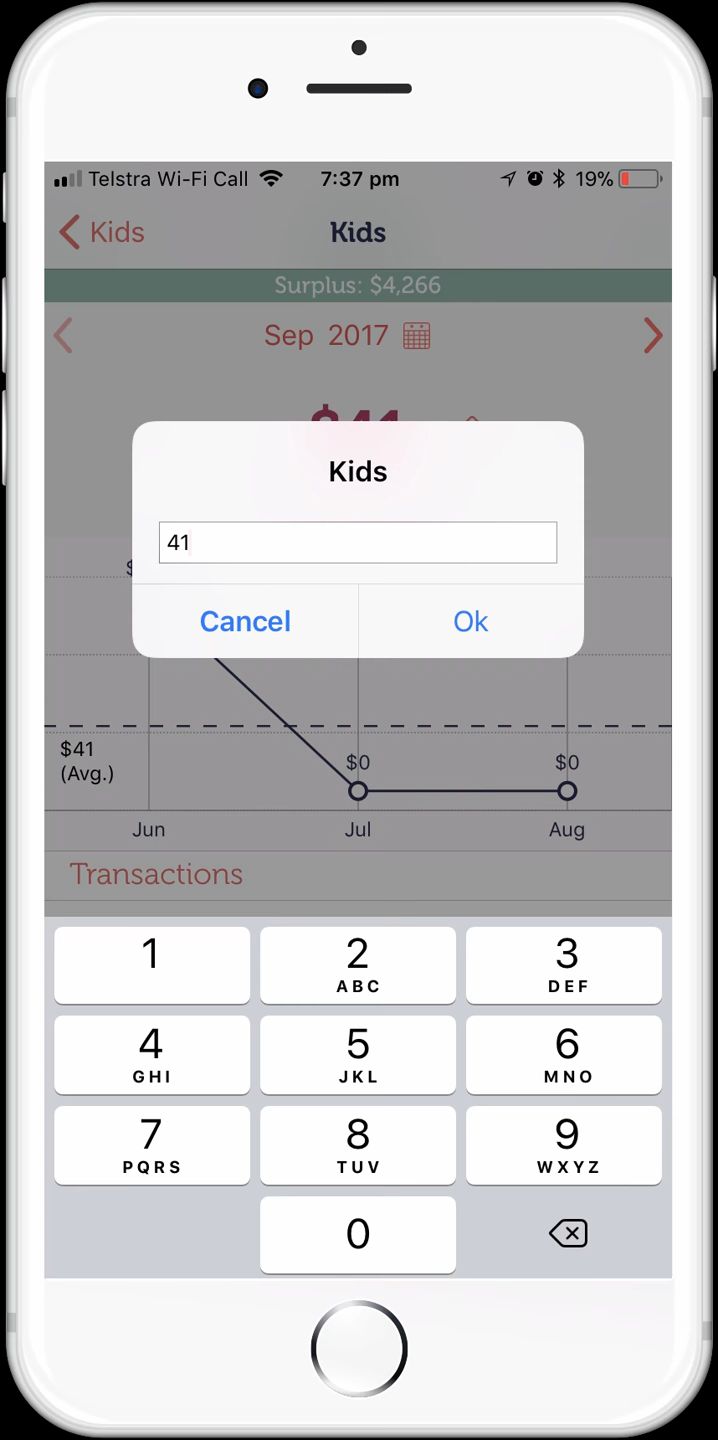 Telstra Wi-Fi Call 7:37 pm 19%
Kids Kids
Surplus: $4,266
Sep 2017
$41
Kids
41
$
Cancel Ok
$41
(Avg.)
$0 $0
Jun Jul Aug
Transactions
1 2 3
ABC DEF
4 5 6
GHI JKL MNO
7 8 9
PQRS TUV WXYZ
0